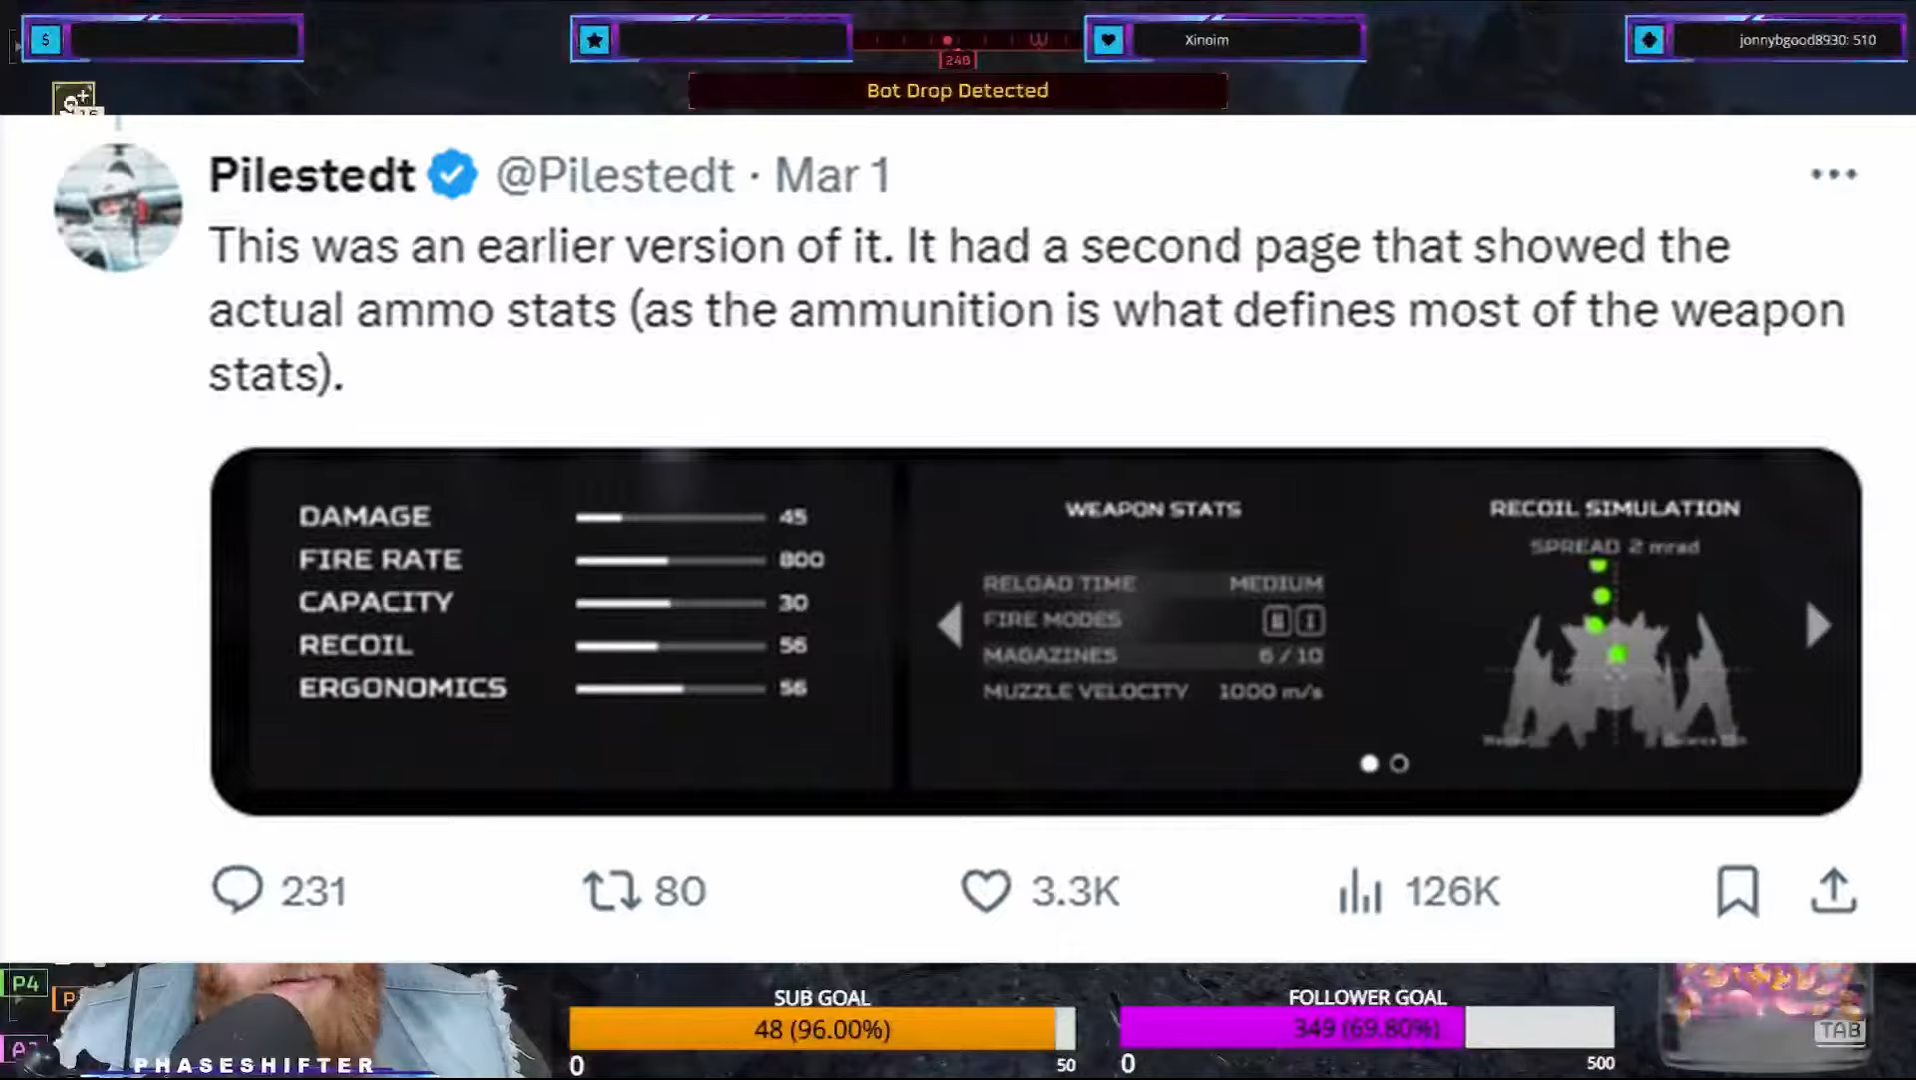 Xinoim
jonnybgood8930: 510
W
240
Bot Drop Detected
Pilestedt @Pilestedt · Mar 1
This was an earlier version of it. It had a second page that showed the
actual ammo stats (as the ammunition is what defines most of the weapon
stats).
DAMAGE 45
FIRE RATE 800
CAPACITY 30
RECOIL 56
ERGONOMICS 56
WEAPON STATS
RELOAD TIME MEDIUM
FIRE MODES
MAGAZINES 6 / 10
MUZZLE VELOCITY 1000 m/s
RECOIL SIMULATION
SPREAD 2 mrad
231 80 3.3K 126K
P4
PHASESHIFTER
SUB GOAL
48 (96.00%)
0 50
FOLLOWER GOAL
349 (69.80%)
0 500
TAB